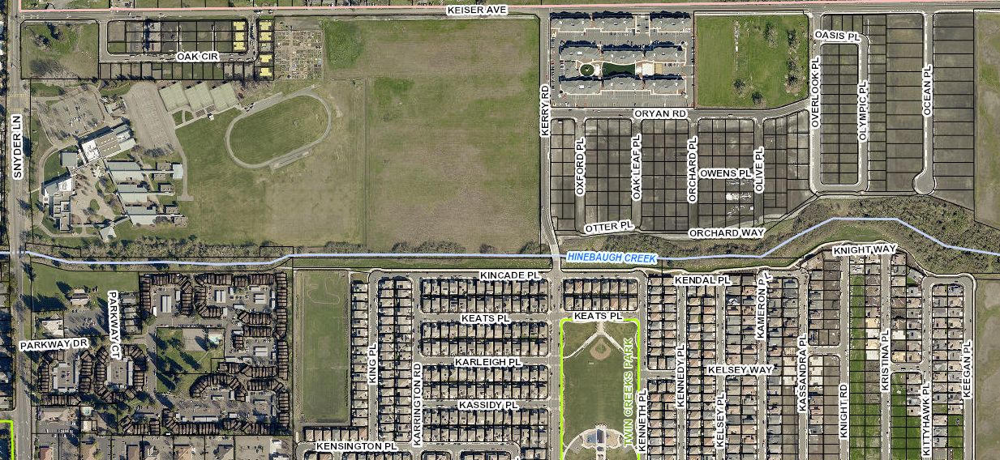 KEISER AVE
OAK CIR
SNYDER LN
KERRY RD
ORYAN RD
OASIS PL
OVERLOOK PL
OLYMPIC PL
OCEAN PL
OXFORD PL
OAK LEAF PL
ORCHARD PL
OWENS PL
OLIVE PL
OTTER PL
ORCHARD WAY
HINEBAUGH CREEK
KNIGHT WAY
KINCADE PL
KENDAL PL
KAMERON PL
PARKWAY CT
PARKWAY DR
KEATS PL
KEATS PL
KING PL
KARRINGTON RD
KARLEIGH PL
KASSIDY PL
KENSINGTON PL
TWIN CREEKS PARK
KENNETH PL
KENNEDY PL
KELSEY WAY
KELSEY PL
KASSANDRA PL
KNIGHT RD
KRISTINA PL
KITTYHAWK PL
KEEGAN PL